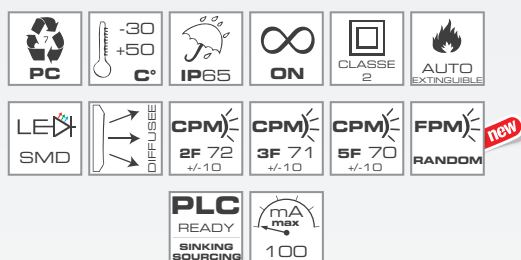 7
PC
-30
+50
C°
IP65
ON
CLASSE
2
AUTO
EXTINGUIBLE
LED
SMD
DIFFUSEE
CPM
2F 72
+/-10
CPM
3F 71
+/-10
CPM
5F 70
+/-10
FPM
RANDOM
new
PLC
READY
SINKING
SOURCING
mA
max
100